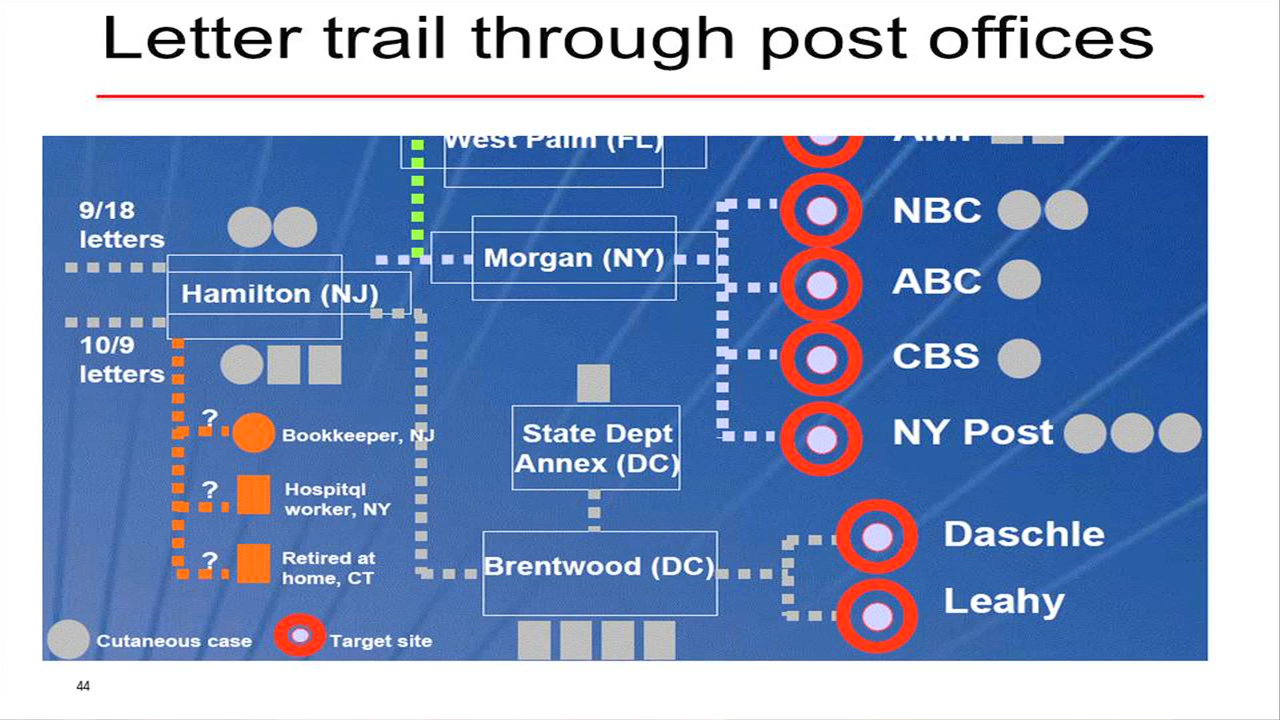 Letter trail through post offices
West Palm (FL)
AMI
9/18
letters
NBC
Morgan (NY)
ABC
Hamilton (NJ)
10/9
letters
CBS
?
Bookkeeper, NJ
State Dept
Annex (DC)
NY Post
?
Hospitql
worker, NY
?
Retired at
home, CT
Brentwood (DC)
Daschle
Leahy
Cutaneous case
Target site
44